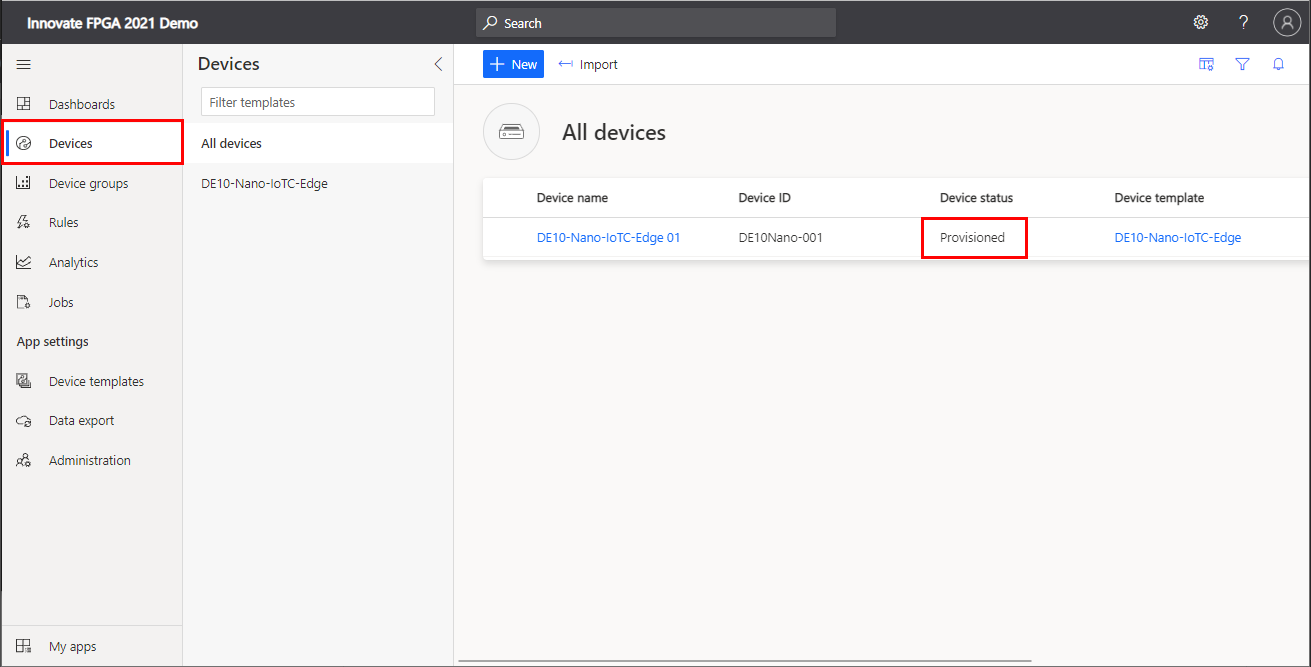 Innovate FPGA 2021 Demo
Search
?
Dashboards
Devices
Device groups
Rules
Analytics
Jobs
App settings
Device templates
Data export
Administration
My apps
Devices
Filter templates
All devices
DE10-Nano-IoTC-Edge
New Import
All devices
Device name Device ID Device status Device template
DE10-Nano-IoTC-Edge 01 DE10Nano-001 Provisioned DE10-Nano-IoTC-Edge